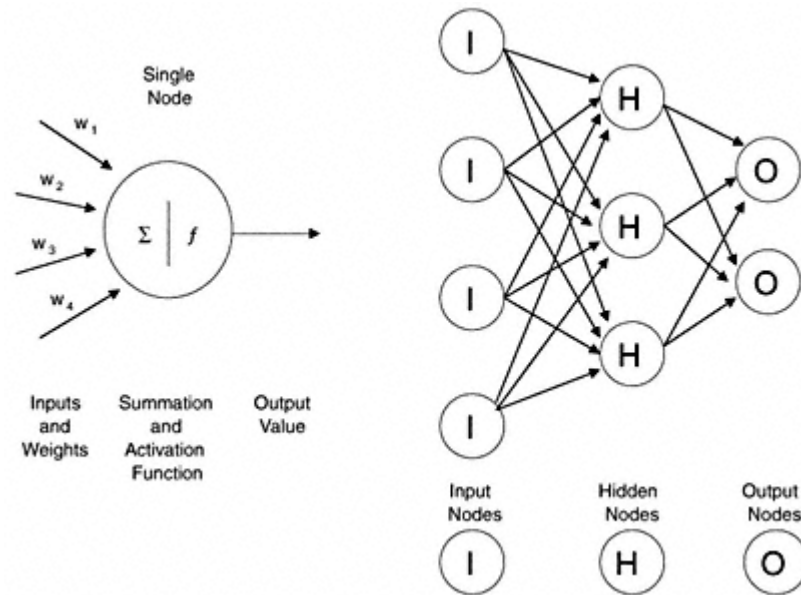 Single
Node
w1
w2
w3
w4
Σ | f
Inputs
and
Weights
Summation
and
Activation
Function
Output
Value
I
I
I
I
H
H
H
O
O
Input
Nodes
Hidden
Nodes
Output
Nodes
I
H
O